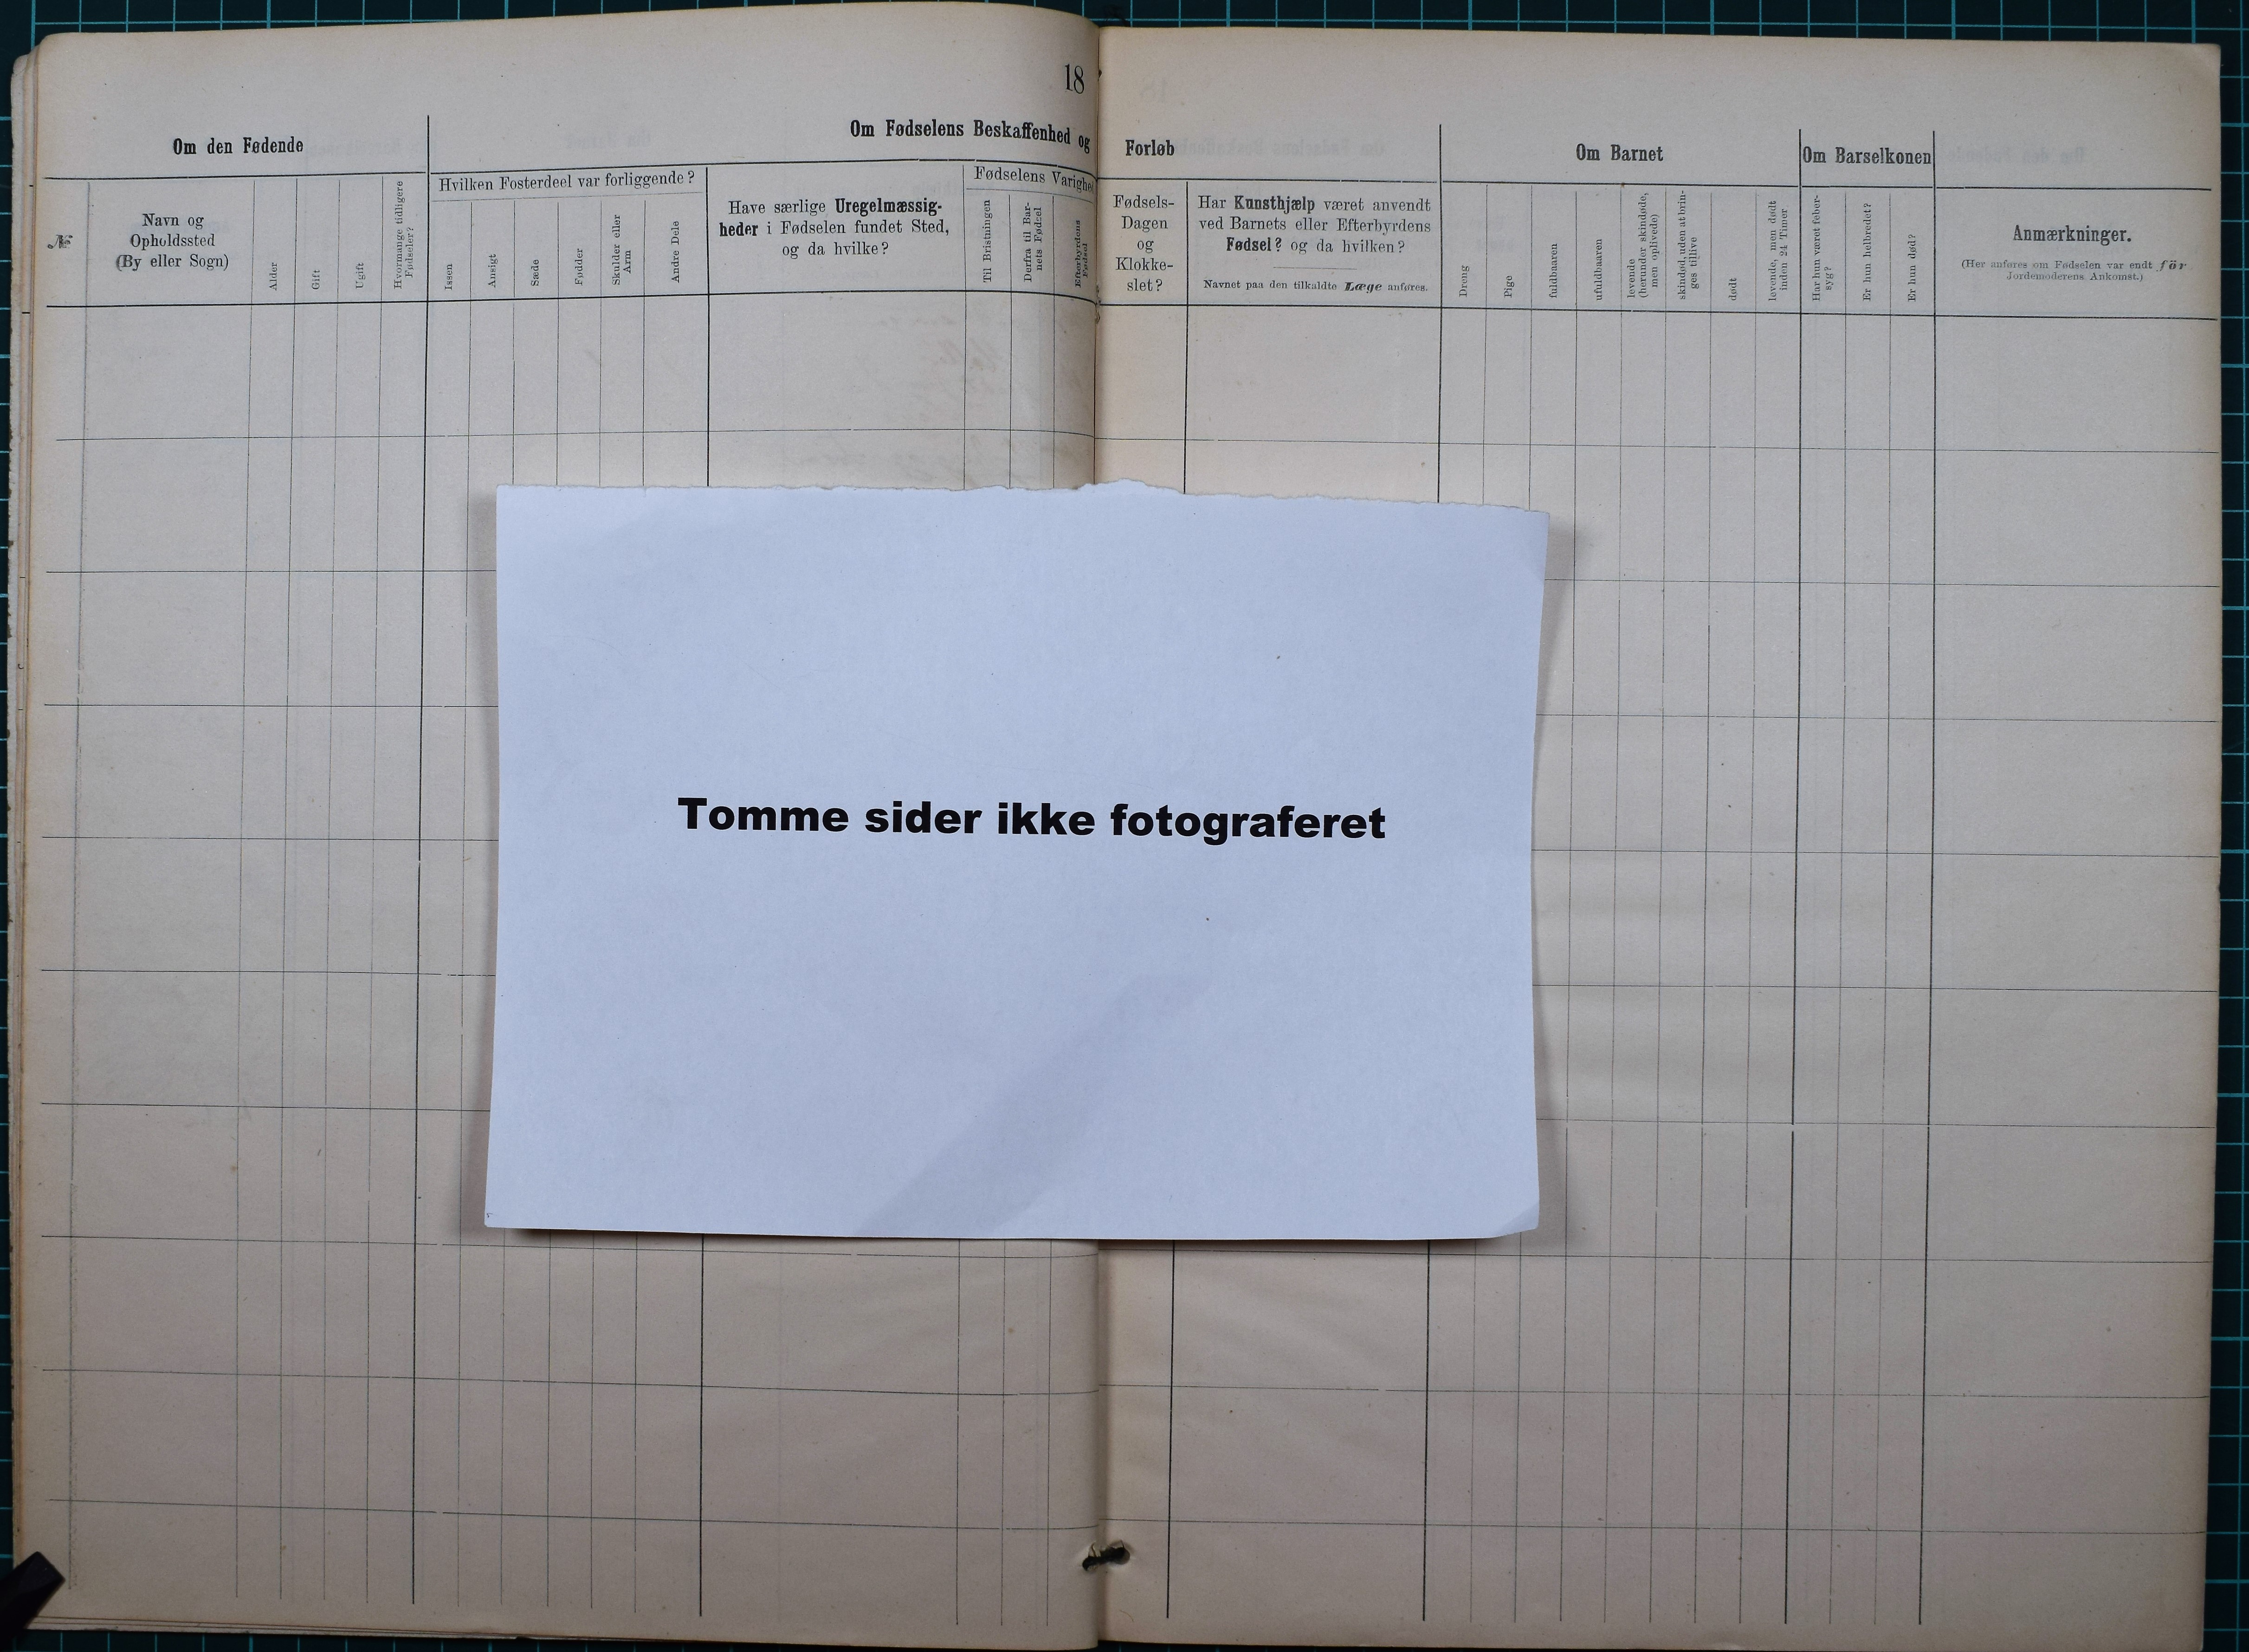 18
Om den Fødende
Om Fødselens Beskaffenhed og
Forløb
Om Barnet
Om Barselkonen
№
Navn og
Opholdssted
(By eller Sogn)
Alder
Gift
Ugift
Hvormange tidligere
Fødseler?
Hvilken Fosterdeel var forliggende?
Issen
Ansigt
Sæde
Fødder
Skulder eller
Arm
Andre Dele
Have særlige Uregelmæssig-
heder i Fødselen fundet Sted,
og da hvilke?
Fødselens Varighed
Til Bristningen
Derfra til Bar-
nets Fødsel
Efterbyrdens
Fødsel
Fødsels-
Dagen
og
Klokke-
slet?
Har Kunsthjælp været anvendt
ved Barnets eller Efterbyrdens
Fødsel? og da hvilken?
Navnet paa den tilkaldte Læge anføres.
Dreng
Pige
fuldbaaren
ufuldbaaren
levende
(herunder skindøde,
men oplivede)
skindød, uden at brin-
ges tillive
dødt
levende, men dødt
inden 24 Timer
Har hun været feber-
syg?
Er hun helbredet?
Er hun død?
Anmærkninger.
(Her anføres om Fødselen var endt för
Jordemoderens Ankomst.)
Tomme sider ikke fotograferet